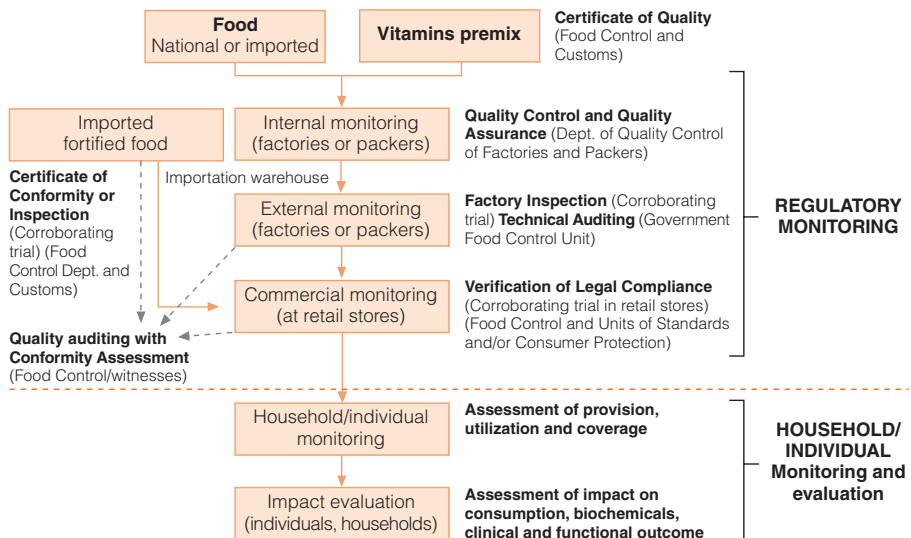 Food
National or imported
Vitamins premix
Certificate of Quality
(Food Control and
Customs)
Imported
fortified food
Internal monitoring
(factories or packers)
Quality Control and Quality
Assurance (Dept. of Quality Control
of Factories and Packers)
Certificate of
Conformity or
Inspection
(Corroborating
trial) (Food
Control Dept. and
Customs)
Importation warehouse
External monitoring
(factories or packers)
Factory Inspection (Corroborating
trial) Technical Auditing (Government
Food Control Unit)
REGULATORY
MONITORING
Commercial monitoring
(at retail stores)
Verification of Legal Compliance
(Corroborating trial in retail stores)
(Food Control and Units of Standards
and/or Consumer Protection)
Quality auditing with
Conformity Assessment
(Food Control/witnesses)
Household/individual
monitoring
Assessment of provision,
utilization and coverage
HOUSEHOLD/
INDIVIDUAL
Monitoring and
evaluation
Impact evaluation
(individuals, households)
Assessment of impact on
consumption, biochemicals,
clinical and functional outcome